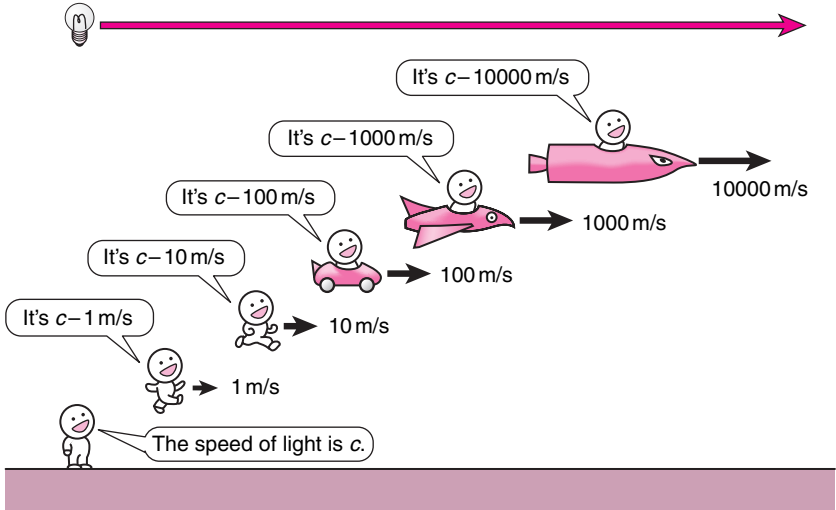 It's c–10000 m/s
It's c–1000 m/s
10000 m/s
It's c–100 m/s
1000 m/s
It's c–10 m/s
100 m/s
It's c–1 m/s
10 m/s
1 m/s
The speed of light is c.